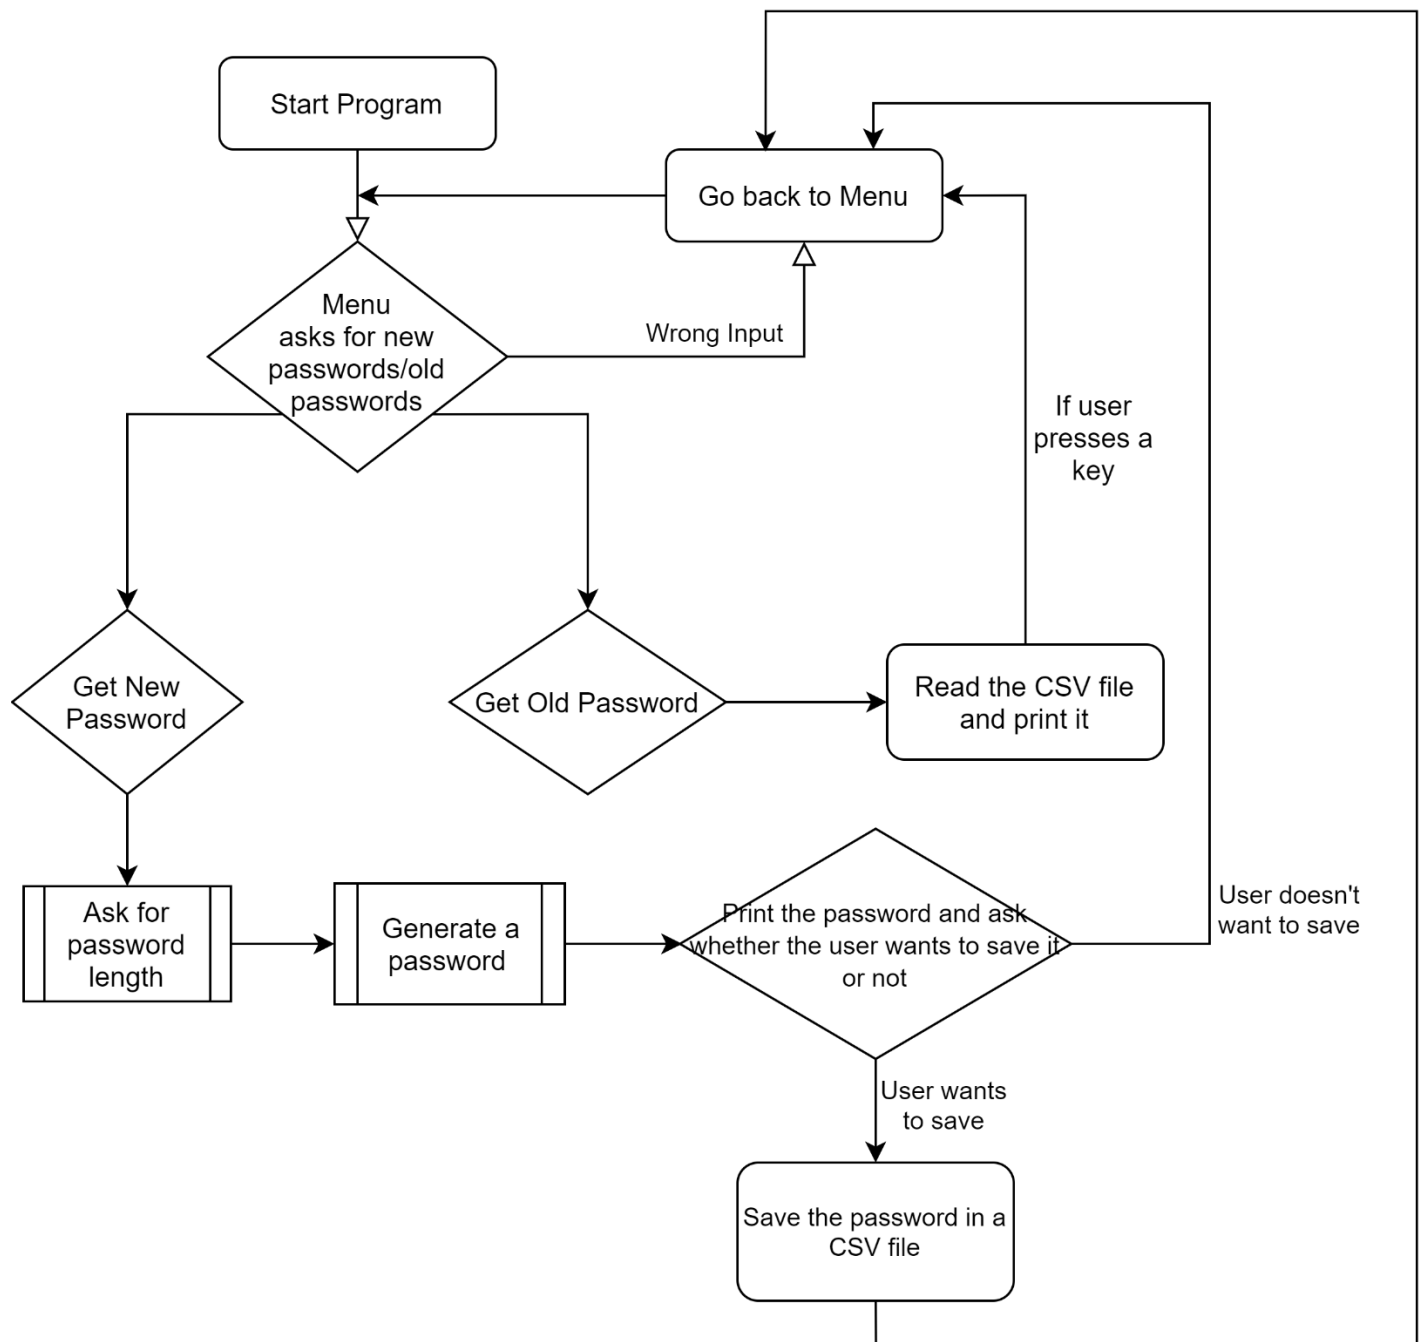 Start Program
Go back to Menu
Menu
asks for new
passwords/old
passwords
Wrong Input
If user
presses a
key
Get New
Password
Get Old Password
Read the CSV file
and print it
Ask for
password
length
Generate a
password
Print the password and ask
whether the user wants to save it
or not
User doesn't
want to save
User wants
to save
Save the password in a
CSV file